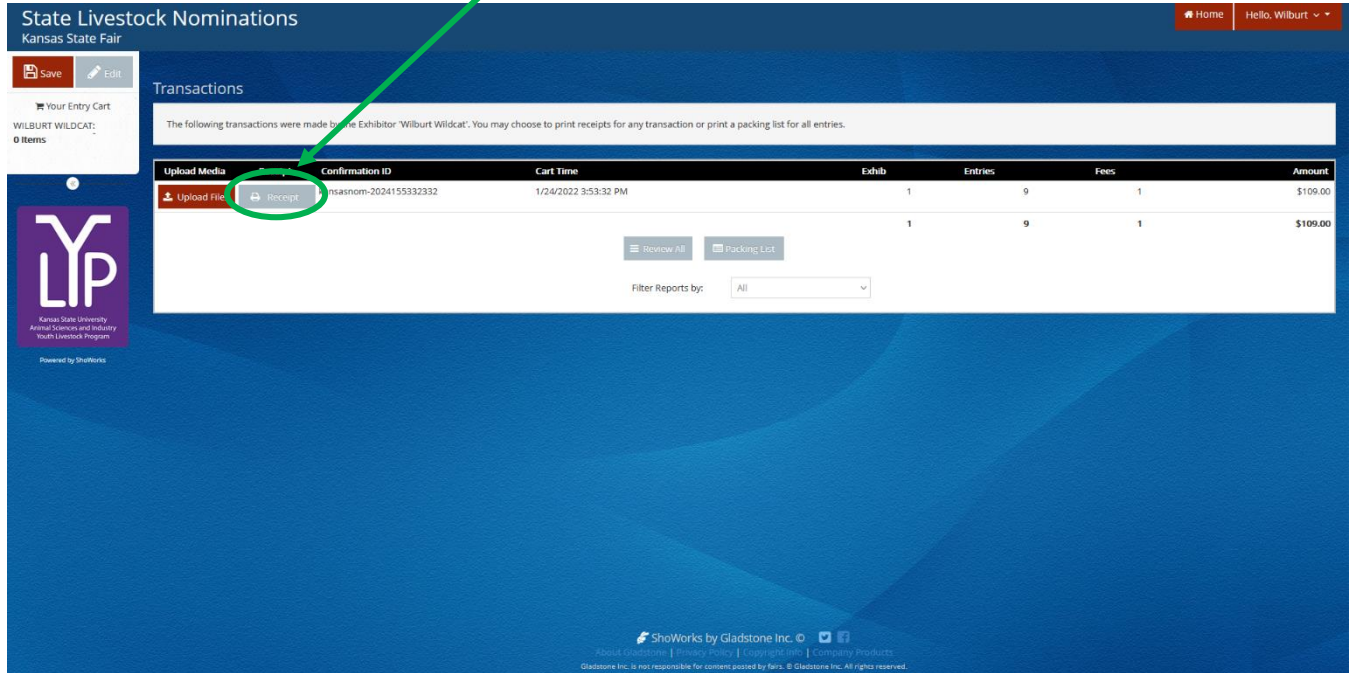 State Livestock Nominations
Kansas State Fair
Home
Hello, Wilburt
Save
Edit
Your Entry Cart
WILBURT WILDCAT:
0 Items
Transactions
The following transactions were made by the Exhibitor 'Wilburt Wildcat'. You may choose to print receipts for any transaction or print a packing list for all entries.
Upload Media Confirmation ID Cart Time Exhib Entries Fees Amount
Upload File Receipt kansasnom-2024155332332 1/24/2022 3:53:32 PM 1 9 1 $109.00
1 9 1 $109.00
Review All Packing List
Filter Reports by: All
YLP
Kansas State University
Animal Sciences and Industry
Youth Livestock Program
Powered by ShoWorks
ShoWorks by Gladstone Inc. ©
About Gladstone | Privacy Policy | Copyright Info | Company Products
Gladstone Inc. is not responsible for content posted by fairs. © Gladstone Inc. All rights reserved.